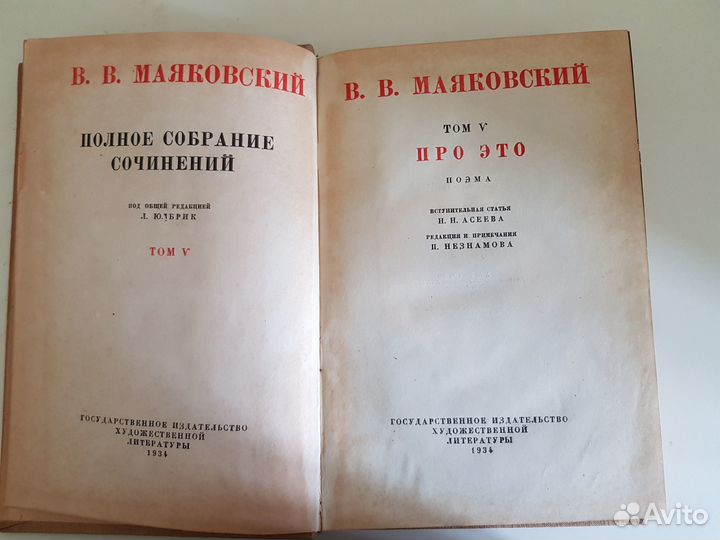 В. В. МАЯКОВСКИЙ
ПОЛНОЕ СОБРАНИЕ
СОЧИНЕНИЙ
ПОД ОБЩЕЙ РЕДАКЦИЕЙ
Л. Ю. БРИК
ТОМ V
ГОСУДАРСТВЕННОЕ ИЗДАТЕЛЬСТВО
ХУДОЖЕСТВЕННОЙ
ЛИТЕРАТУРЫ
1934
В. В. МАЯКОВСКИЙ
ТОМ V
ПРО ЭТО
ПОЭМА
ВСТУПИТЕЛЬНАЯ СТАТЬЯ
Н. Н. АСЕЕВА
РЕДАКЦИЯ И ПРИМЕЧАНИЯ
П. НЕЗНАМОВА
ГОСУДАРСТВЕННОЕ ИЗДАТЕЛЬСТВО
ХУДОЖЕСТВЕННОЙ
ЛИТЕРАТУРЫ
1934
Avito